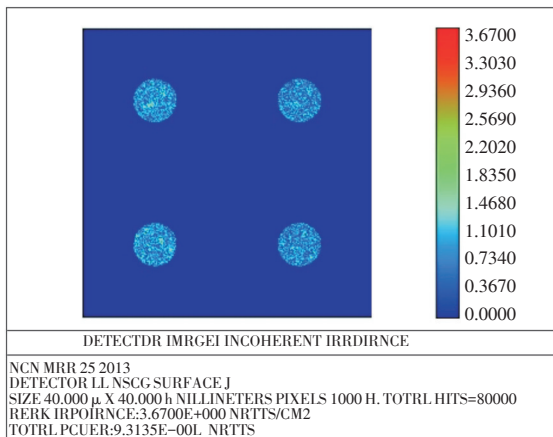 3.6700
3.3030
2.9360
2.5690
2.2020
1.8350
1.4680
1.1010
0.7340
0.3670
0.0000
DETECTDR IMRGEI INCOHERENT IRRDIRNCE
NCN MRR 25 2013
DETECTOR LL NSCG SURFACE J
SIZE 40.000 μ X 40.000 h NILLINETERS PIXELS 1000 H. TOTRL HITS=80000
RERK IRPOIRNCE:3.6700E+000 NRTTS/CM2
TOTRL PCUER:9.3135E-00L NRTTS